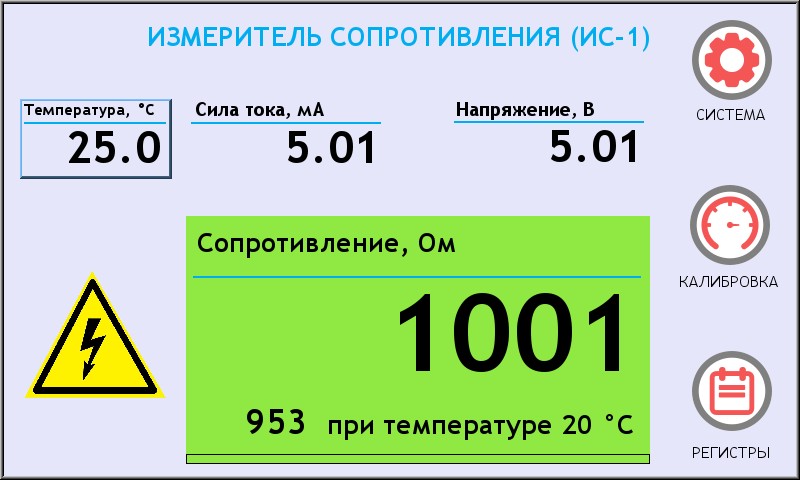 ИЗМЕРИТЕЛЬ СОПРОТИВЛЕНИЯ (ИС-1)
СИСТЕМА
Температура, °C Сила тока, мА Напряжение, В
25.0 5.01 5.01
Сопротивление, Ом
КАЛИБРОВКА
1001
953 при температуре 20 °C
РЕГИСТРЫ